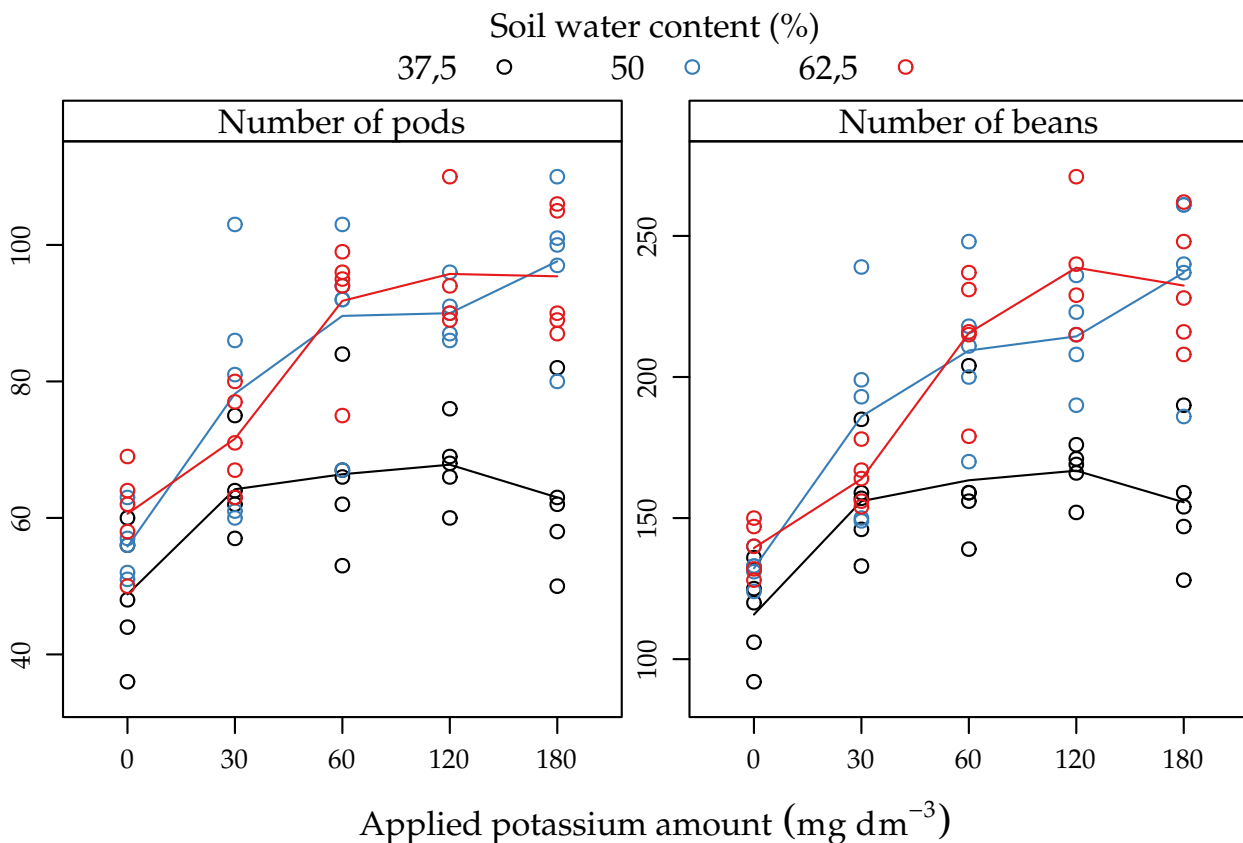 Soil water content (%)
37,5 50 62,5
Number of pods Number of beans
100
80
60
40
250
200
150
100
0 30 60 120 180 0 30 60 120 180
Applied potassium amount (mg dm⁻³)